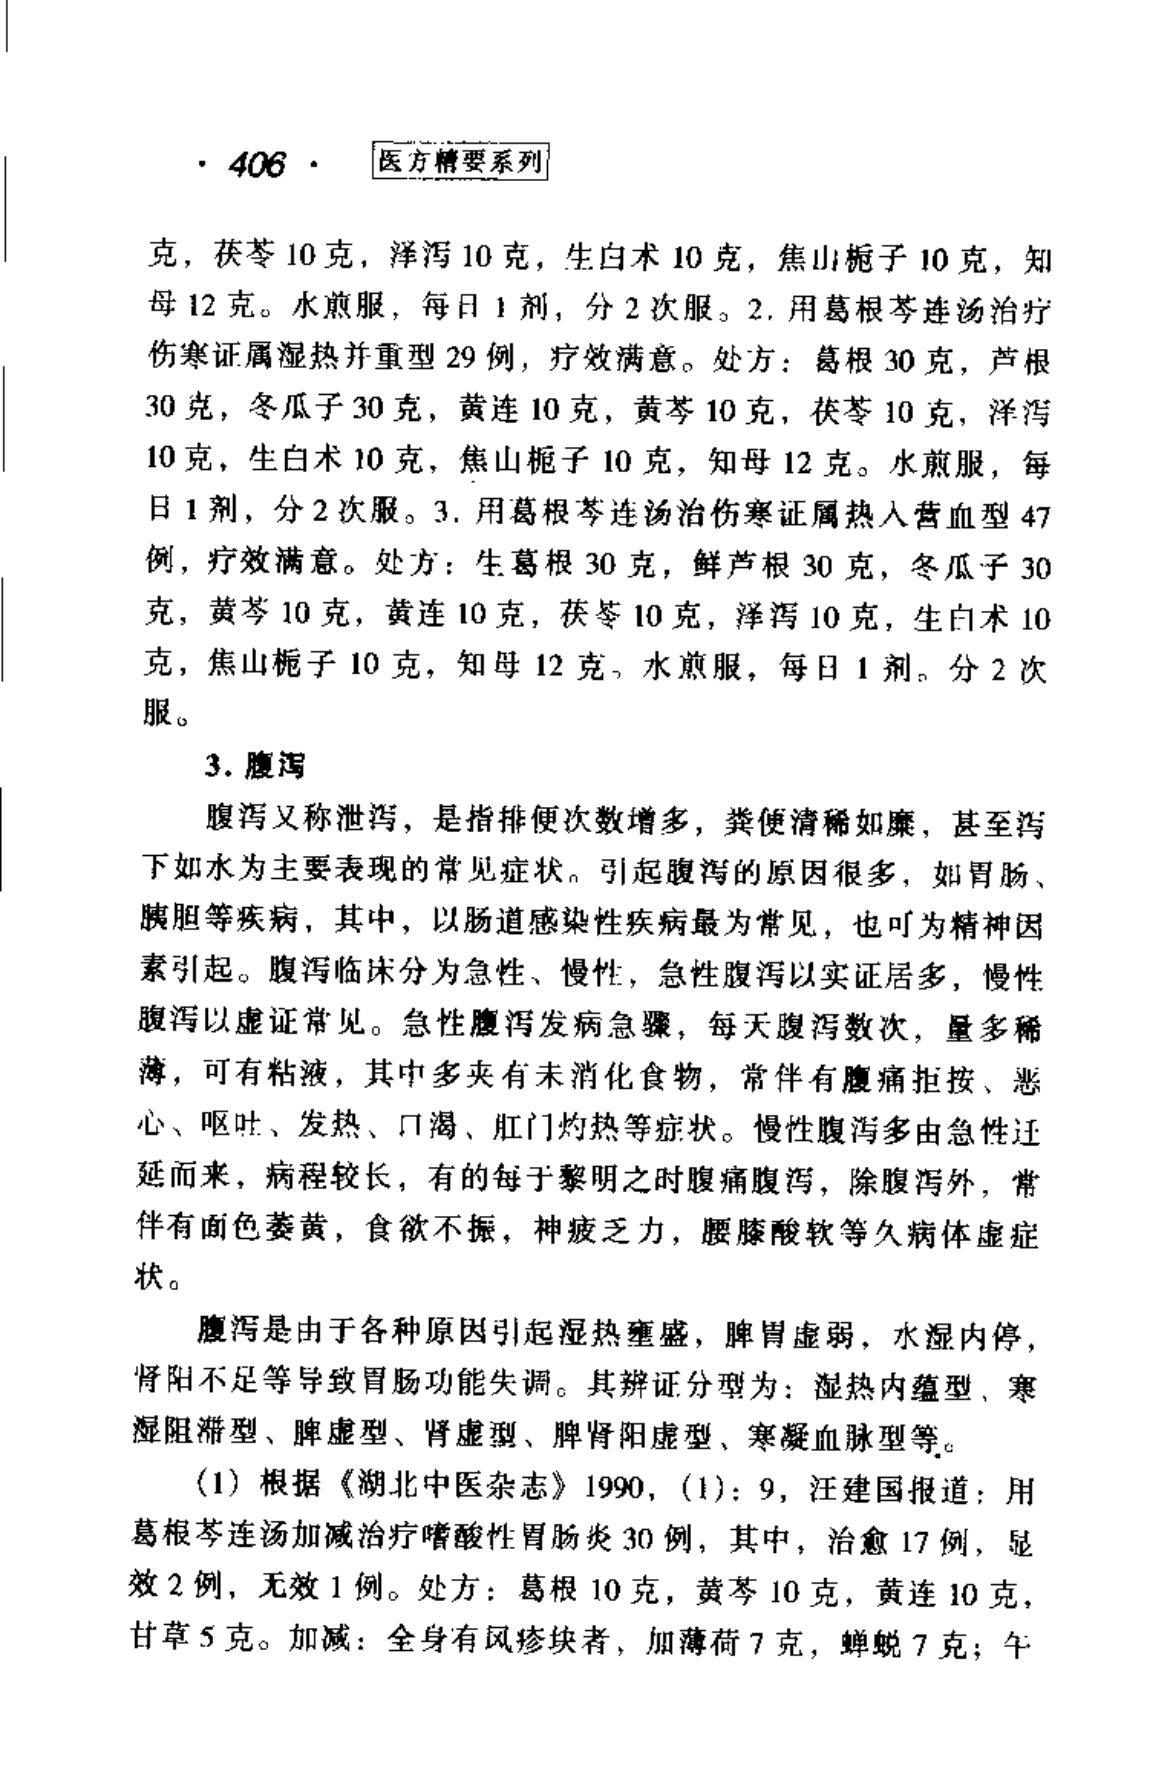 · 406 · 医方精要系列
克，茯苓 10 克，泽泻 10 克，生白术 10 克，焦山栀子 10 克，知
母 12 克。水煎服，每日 1 剂，分 2 次服。2. 用葛根芩连汤治疗
伤寒证属湿热并重型 29 例，疗效满意。处方：葛根 30 克，芦根
30 克，冬瓜子 30 克，黄连 10 克，黄芩 10 克，茯苓 10 克，泽泻
10 克，生白术 10 克，焦山栀子 10 克，知母 12 克。水煎服，每
日 1 剂，分 2 次服。3. 用葛根芩连汤治伤寒证属热入营血型 47
例，疗效满意。处方：生葛根 30 克，鲜芦根 30 克，冬瓜子 30
克，黄芩 10 克，黄连 10 克，茯苓 10 克，泽泻 10 克，生白术 10
克，焦山栀子 10 克，知母 12 克。水煎服，每日 1 剂。分 2 次
服。
3. 腹泻
腹泻又称泄泻，是指排便次数增多，粪便清稀如糜，甚至泻
下如水为主要表现的常见症状。引起腹泻的原因很多，如胃肠、
胰胆等疾病，其中，以肠道感染性疾病最为常见，也可为精神因
素引起。腹泻临床分为急性、慢性，急性腹泻以实证居多，慢性
腹泻以虚证常见。急性腹泻发病急骤，每天腹泻数次，量多稀
薄，可有粘液，其中多夹有未消化食物，常伴有腹痛拒按、恶
心、呕吐、发热、口渴、肛门灼热等症状。慢性腹泻多由急性迁
延而来，病程较长，有的每于黎明之时腹痛腹泻，除腹泻外，常
伴有面色萎黄，食欲不振，神疲乏力，腰膝酸软等久病体虚症
状。
腹泻是由于各种原因引起湿热壅盛，脾胃虚弱，水湿内停，
肾阳不足等导致胃肠功能失调。其辨证分型为：湿热内蕴型、寒
湿阻滞型、脾虚型、肾虚型、脾肾阳虚型、寒凝血脉型等。
(1) 根据《湖北中医杂志》1990，(1)：9，汪建国报道：用
葛根芩连汤加减治疗嗜酸性胃肠炎 30 例，其中，治愈 17 例，显
效 2 例，无效 1 例。处方：葛根 10 克，黄芩 10 克，黄连 10 克，
甘草 5 克。加减：全身有风疹块者，加薄荷 7 克，蝉蜕 7 克；午